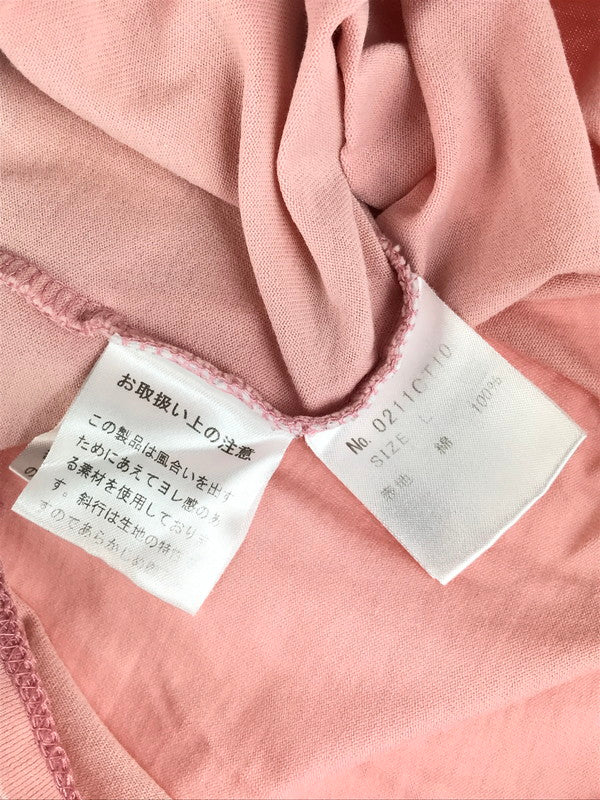 お取扱い上の注意
この製品は風合いを出す
ためにあえてヨレ感のあ
る素材を使用しております
す。斜行は生地の特性
すのであらかじめ
の
No. 0211CT10
SIZE L
表地 綿 100%